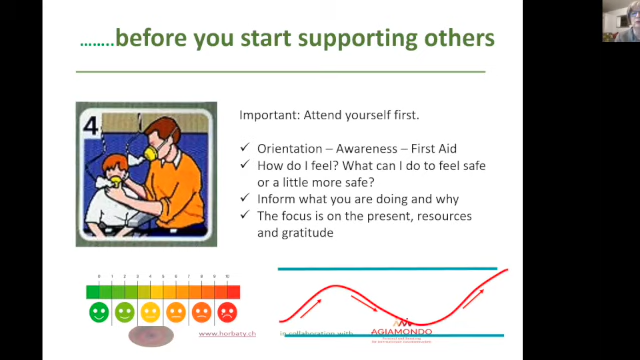 ........before you start supporting others
4
Important: Attend yourself first.
✓ Orientation – Awareness – First Aid
✓ How do I feel? What can I do to feel safe
or a little more safe?
✓ Inform what you are doing and why
✓ The focus is on the present, resources
and gratitude
0 1 2 3 4 5 6 7 8 9 10
www.horbaty.ch
in collaboration with
AGIAMONDO